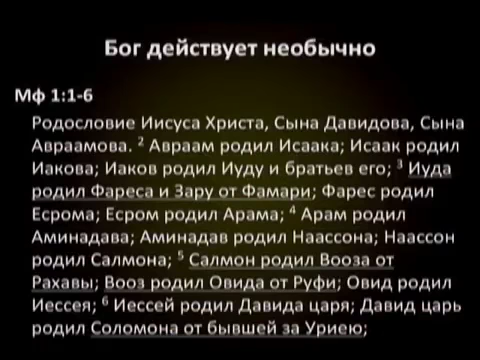 Бог действует необычно
Мф 1:1-6
Родословие Иисуса Христа, Сына Давидова, Сына
Авраамова. ² Авраам родил Исаака; Исаак родил
Иакова; Иаков родил Иуду и братьев его; ³ Иуда
родил Фареса и Зару от Фамари; Фарес родил
Есрома; Есром родил Арама; ⁴ Арам родил
Аминадава; Аминадав родил Наассона; Наассон
родил Салмона; ⁵ Салмон родил Вооза от
Рахавы; Вооз родил Овида от Руфи; Овид родил
Иессея; ⁶ Иессей родил Давида царя; Давид царь
родил Соломона от бывшей за Уриею;